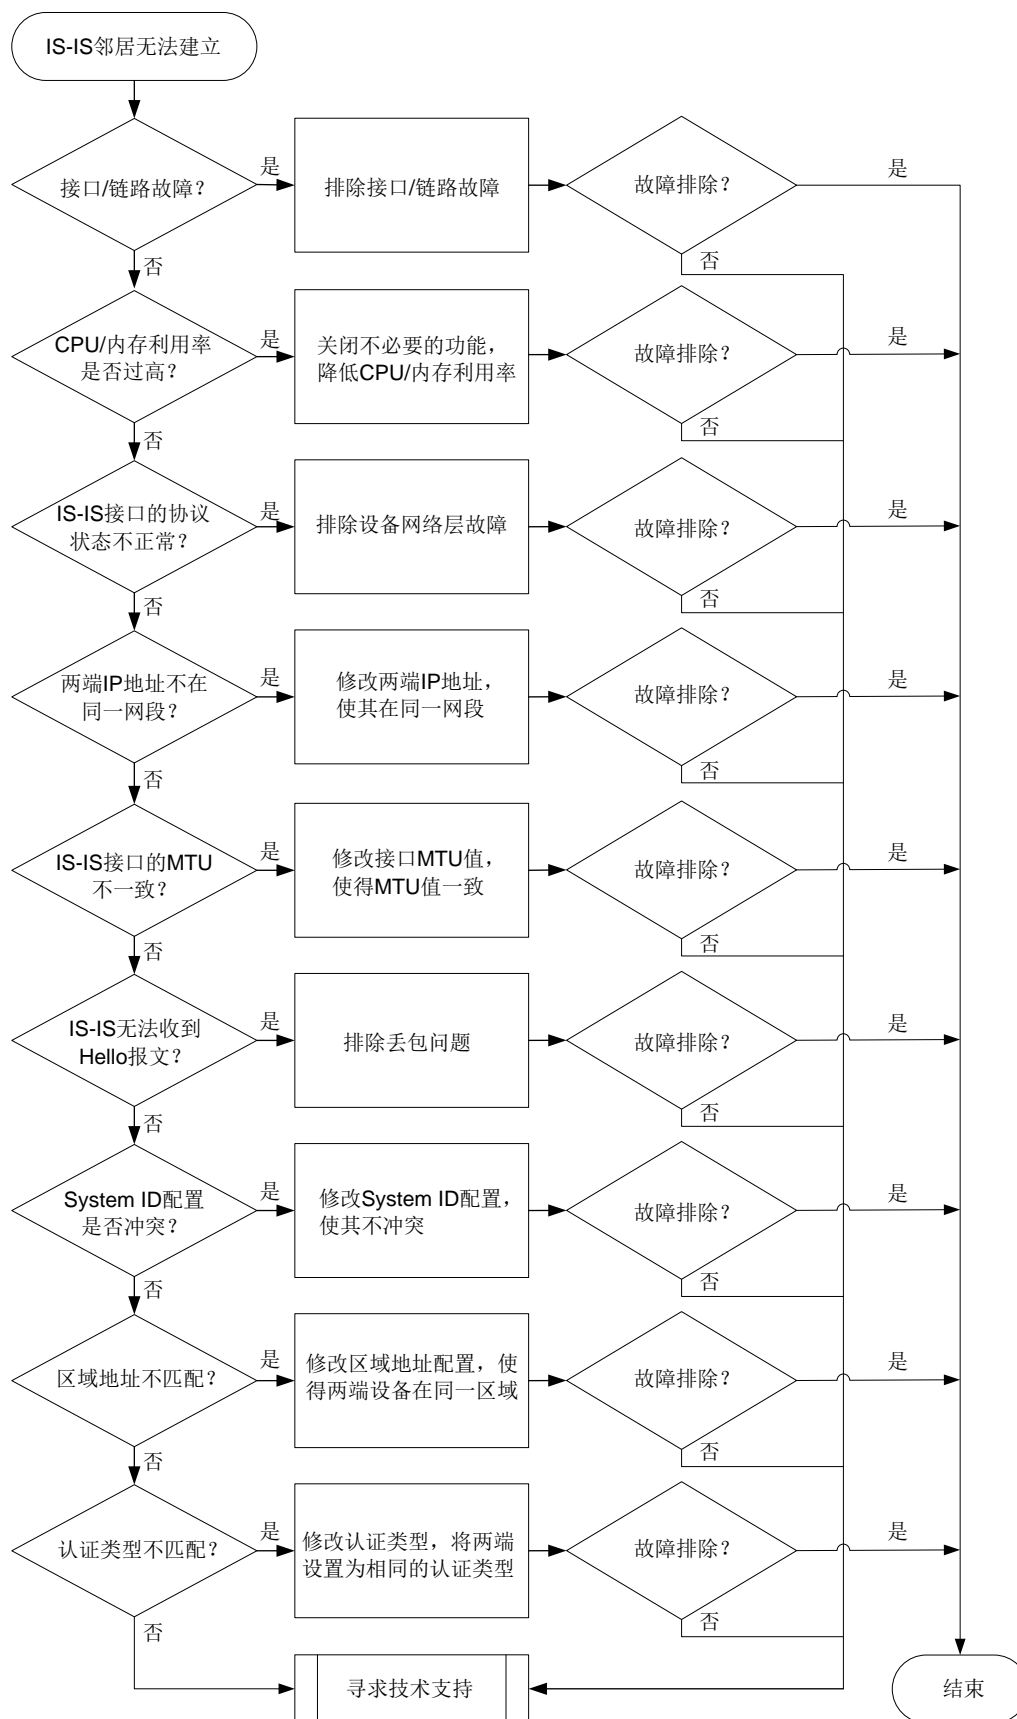 IS-IS邻居无法建立
接口/链路故障？
是
排除接口/链路故障
故障排除？
是
否
否
CPU/内存利用率
是否过高？
是
关闭不必要的功能，
降低CPU/内存利用率
故障排除？
是
否
否
IS-IS接口的协议
状态不正常？
是
排除设备网络层故障
故障排除？
是
否
否
两端IP地址不在
同一网段？
是
修改两端IP地址，
使其在同一网段
故障排除？
是
否
否
IS-IS接口的MTU
不一致？
是
修改接口MTU值，
使得MTU值一致
故障排除？
是
否
否
IS-IS无法收到
Hello报文？
是
排除丢包问题
故障排除？
是
否
否
System ID配置
是否冲突？
是
修改System ID配置，
使其不冲突
故障排除？
是
否
否
区域地址不匹配？
是
修改区域地址配置，使
得两端设备在同一区域
故障排除？
是
否
否
认证类型不匹配？
是
修改认证类型，将两端
设置为相同的认证类型
故障排除？
是
否
否
寻求技术支持
结束